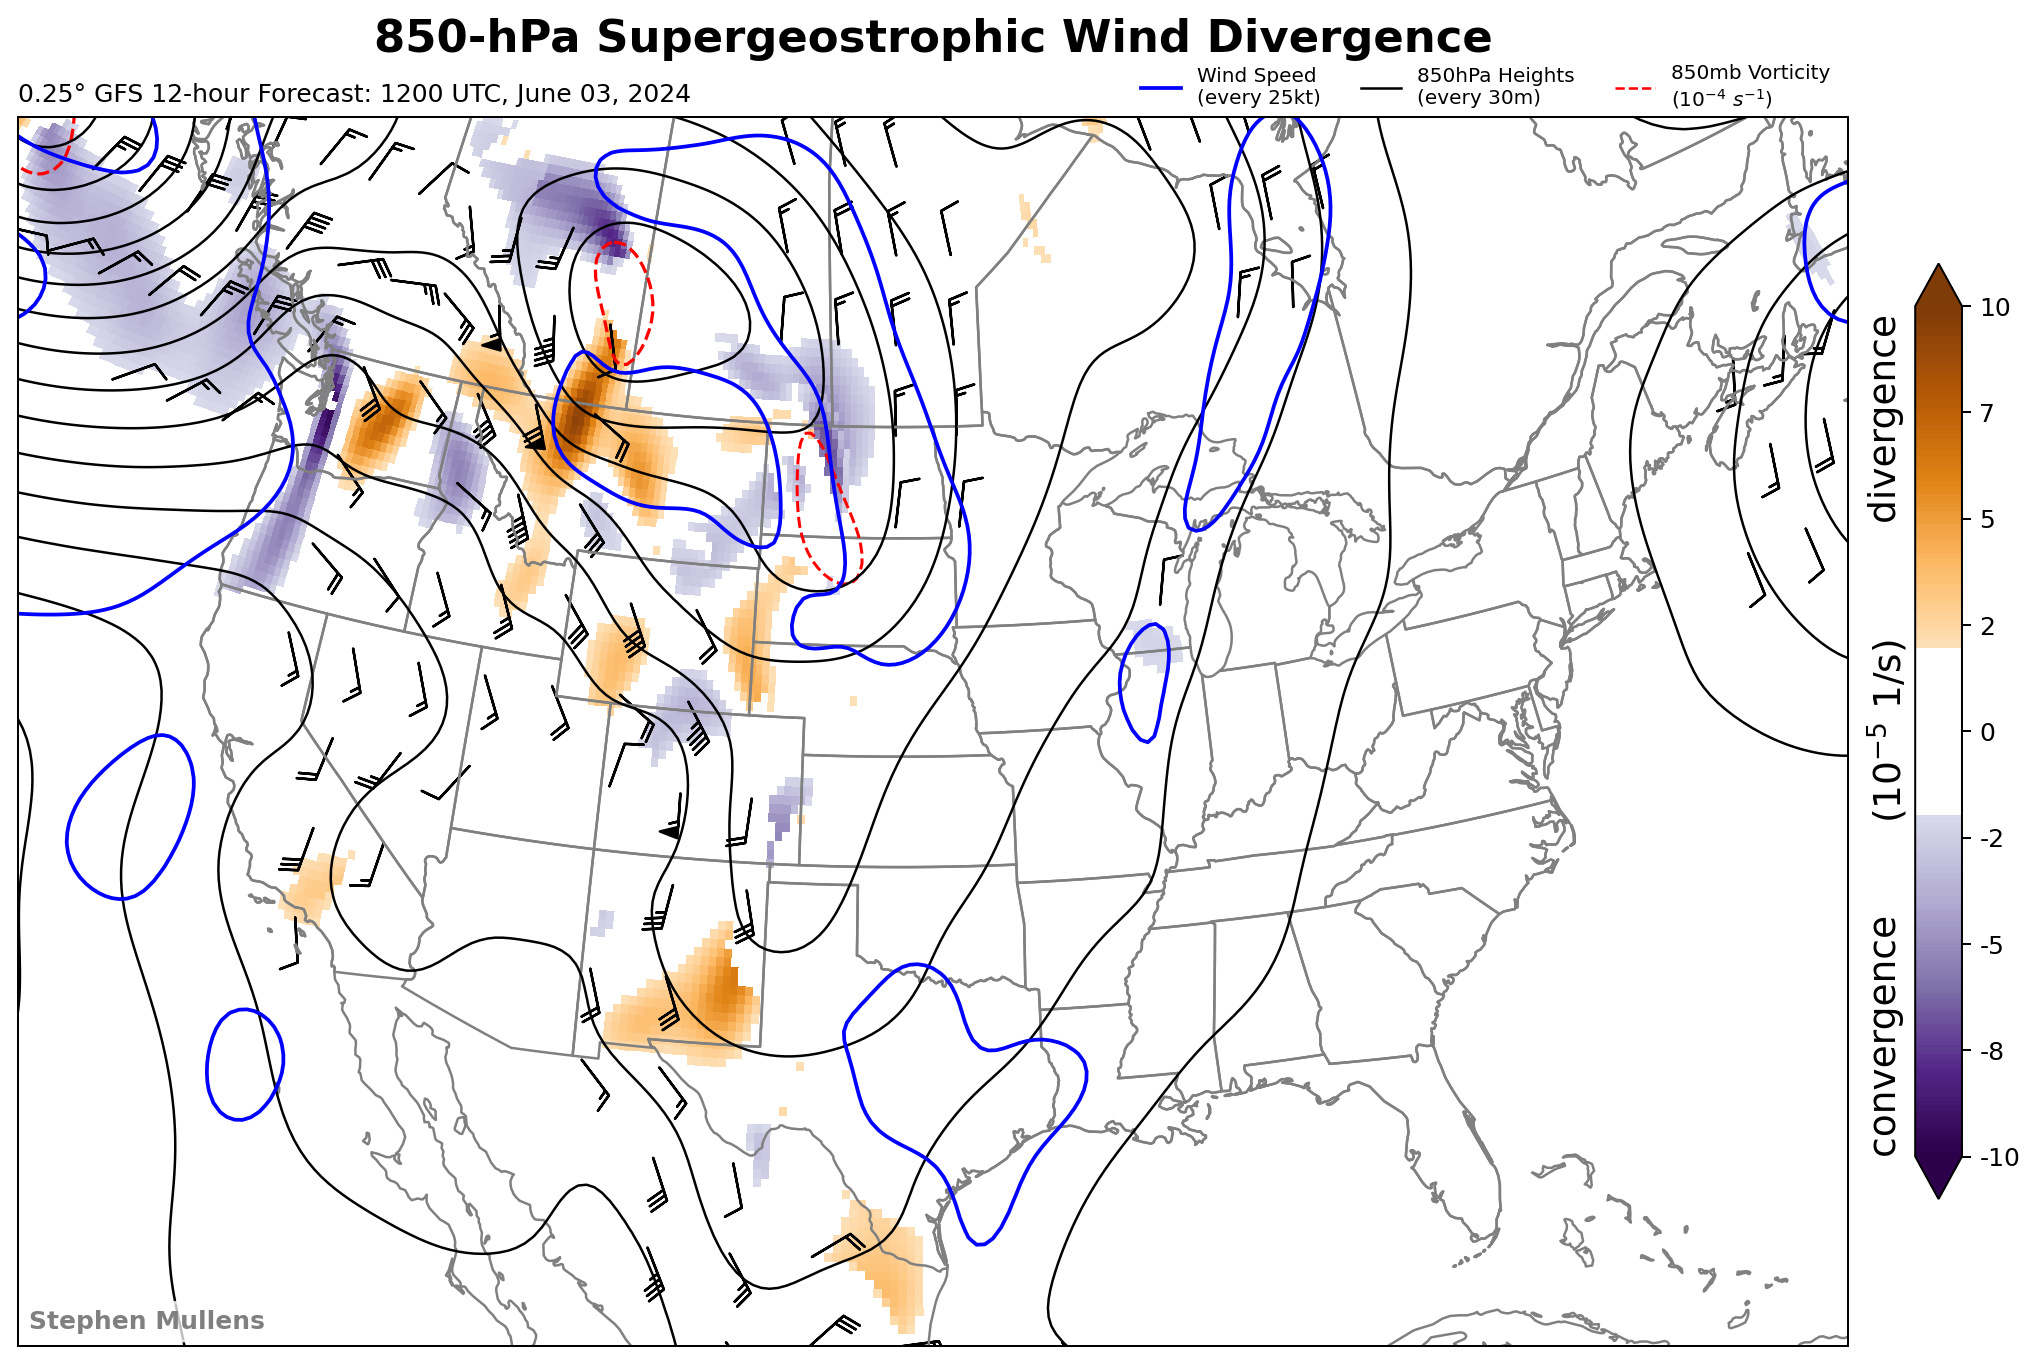 850-hPa Supergeostrophic Wind Divergence
0.25° GFS 12-hour Forecast: 1200 UTC, June 03, 2024
Wind Speed
(every 25kt)
850hPa Heights
(every 30m)
850mb Vorticity
(10⁻⁴ s⁻¹)
10
7
5
2
0
-2
-5
-8
-10
convergence (10⁻⁵ 1/s) divergence
Stephen Mullens